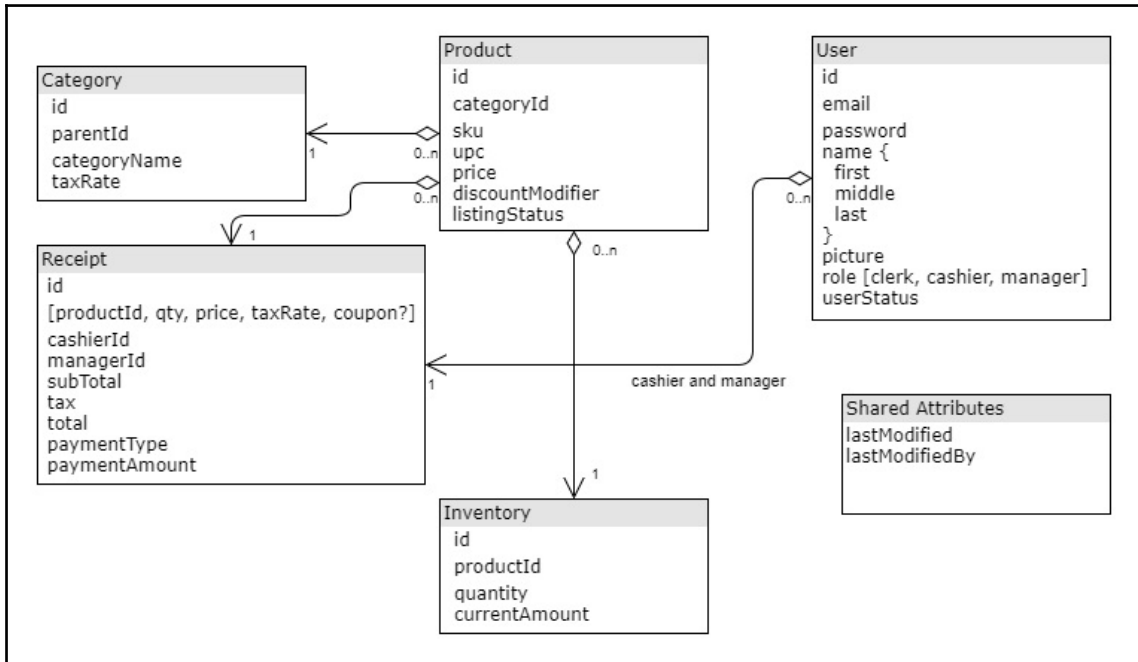 Category
id
parentId
categoryName
taxRate
1
0..n
Product
id
categoryId
sku
upc
price
discountModifier
listingStatus
0..n
1
0..n
User
id
email
password
name {
first
middle
last
}
picture
role [clerk, cashier, manager]
userStatus
0..n
Receipt
id
[productId, qty, price, taxRate, coupon?]
cashierId
managerId
subTotal
tax
total
paymentType
paymentAmount
1
cashier and manager
Shared Attributes
lastModified
lastModifiedBy
1
Inventory
id
productId
quantity
currentAmount